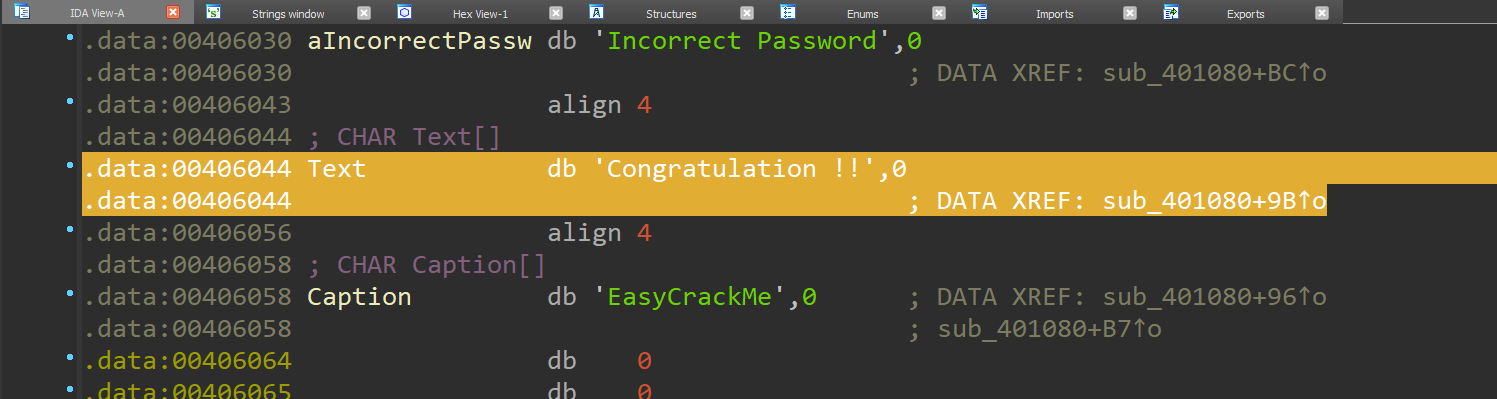 IDA View-A Strings window Hex View-1 Structures Enums Imports Exports
.data:00406030 aIncorrectPassw db 'Incorrect Password',0
.data:00406030 ; DATA XREF: sub_401080+BC↑o
.data:00406043 align 4
.data:00406044 ; CHAR Text[]
.data:00406044 Text db 'Congratulation !!',0
.data:00406044 ; DATA XREF: sub_401080+9B↑o
.data:00406056 align 4
.data:00406058 ; CHAR Caption[]
.data:00406058 Caption db 'EasyCrackMe',0 ; DATA XREF: sub_401080+96↑o
.data:00406058 ; sub_401080+B7↑o
.data:00406064 db 0
.data:00406065 db 0